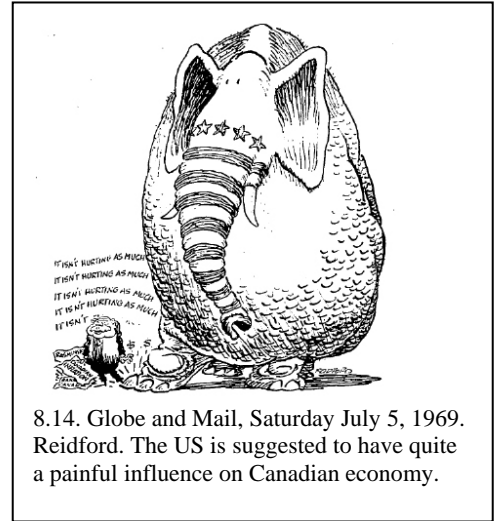 IT ISN'T HURTING AS MUCH
IT ISN'T HURTING AS MUCH
IT ISN'T HURTING AS MUCH
IT ISN'T HURTING AS MUCH
IT ISN'T
$ $
8.14. Globe and Mail, Saturday July 5, 1969.
Reidford. The US is suggested to have quite
a painful influence on Canadian economy.